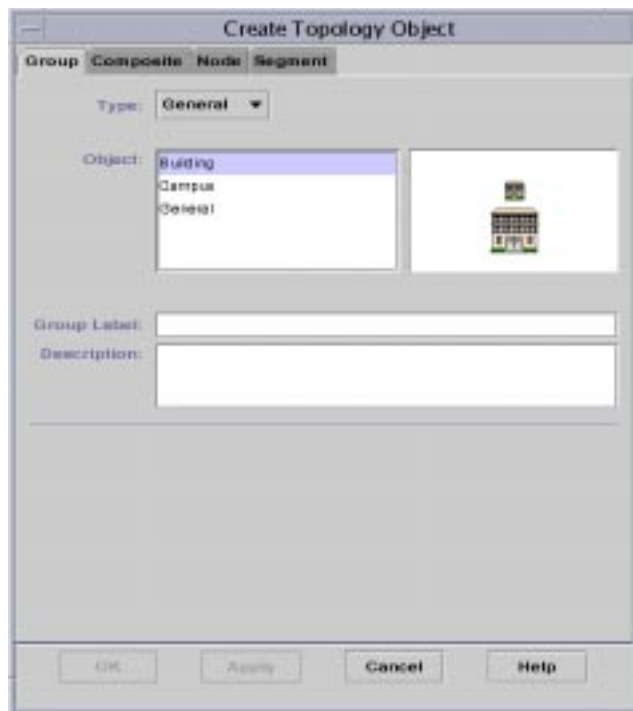 Create Topology Object
Group Composite Node Segment
Type: General
Object: Building
Campus
General
Group Label:
Description:
OK Apply Cancel Help